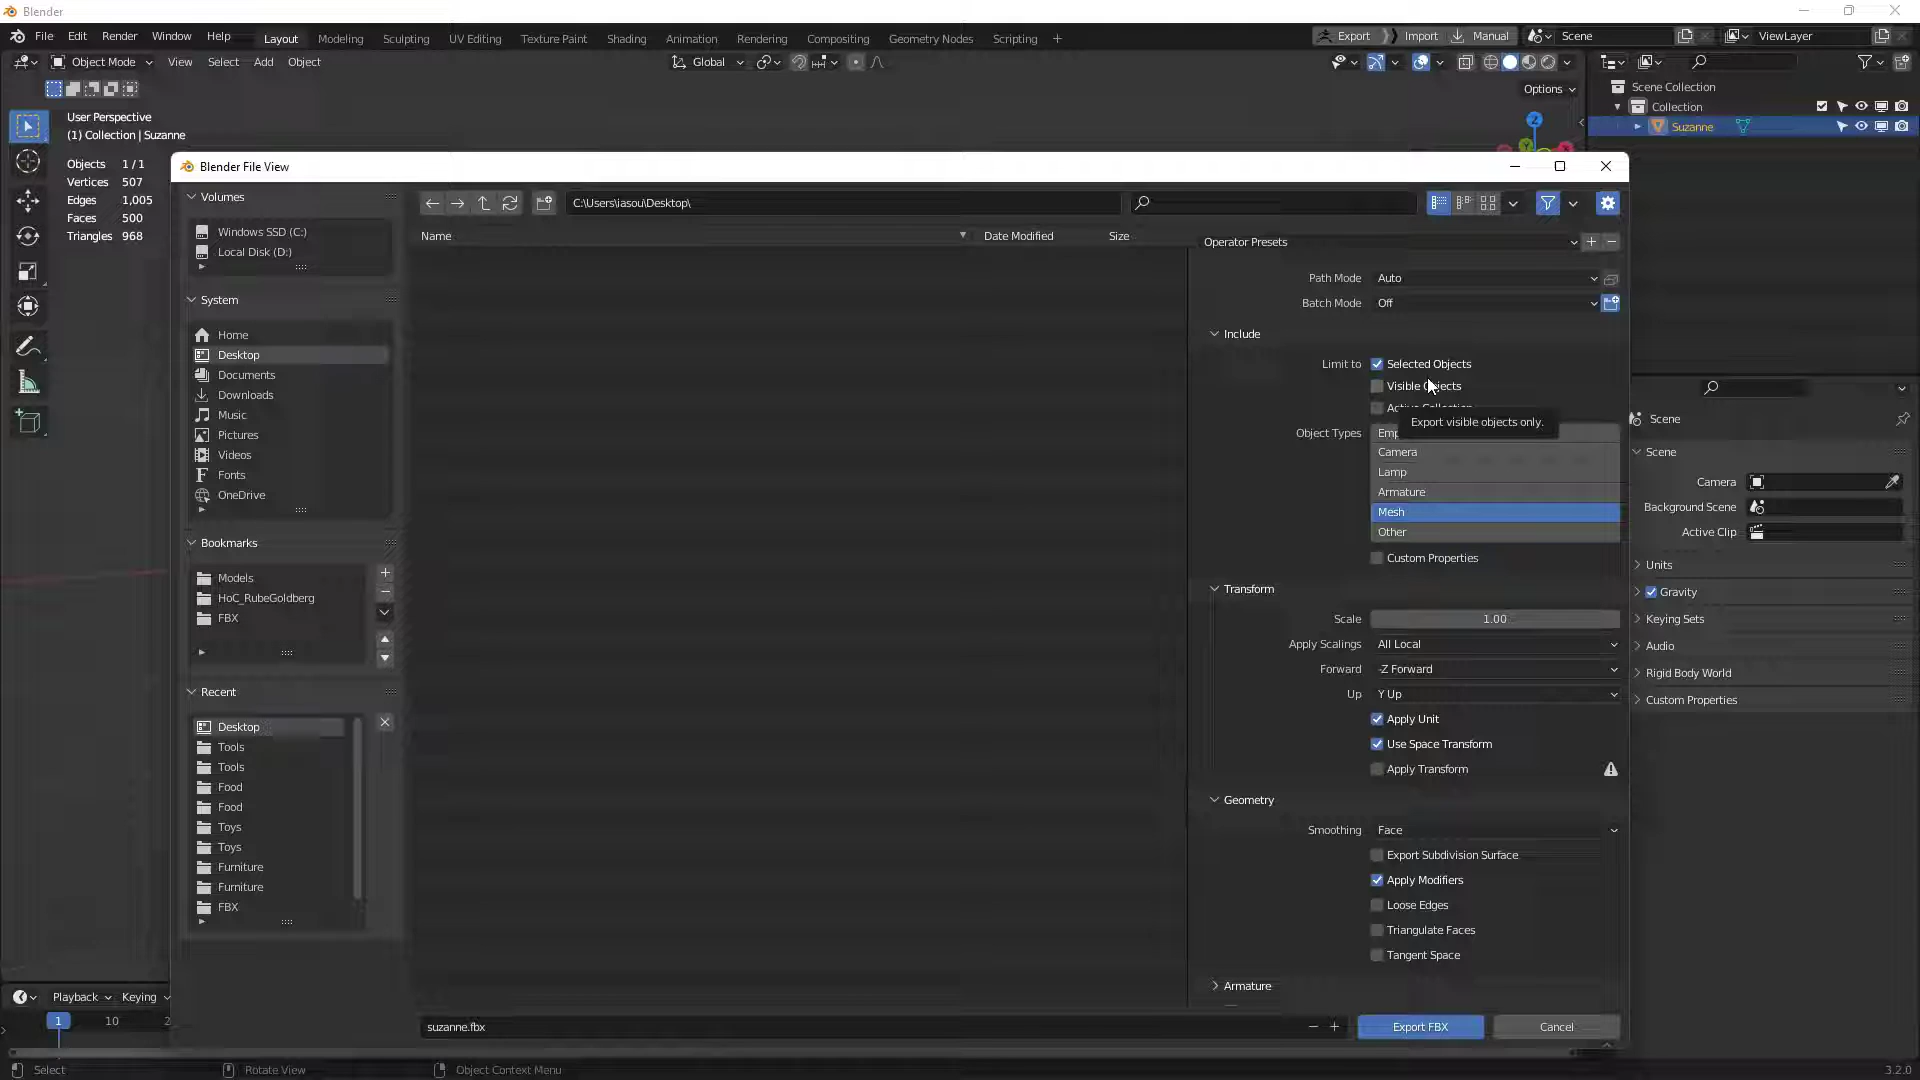 Blender
File Edit Render Window Help Layout Modeling Sculpting UV Editing Texture Paint Shading Animation Rendering Compositing Geometry Nodes Scripting + Export Import Manual Scene ViewLayer
Object Mode View Select Add Object Global
Options
User Perspective
(1) Collection | Suzanne
Objects 1 / 1
Vertices 507
Edges 1,005
Faces 500
Triangles 968
Z
Scene Collection
Collection
Suzanne
Blender File View
Volumes
Windows SSD (C:)
Local Disk (D:)
System
Home
Desktop
Documents
Downloads
Music
Pictures
Videos
Fonts
OneDrive
Bookmarks
Models
HoC_RubeGoldberg
FBX
Recent
Desktop
Tools
Tools
Food
Food
Toys
Toys
Furniture
Furniture
FBX
C:\Users\iasou\Desktop\
Name Date Modified Size
Operator Presets
Path Mode Auto
Batch Mode Off
Include
Limit to Selected Objects
Visible Objects
Export visible objects only.
Object Types
Camera
Lamp
Armature
Mesh
Other
Custom Properties
Transform
Scale 1.00
Apply Scalings All Local
Forward -Z Forward
Up Y Up
Apply Unit
Use Space Transform
Apply Transform
Geometry
Smoothing Face
Export Subdivision Surface
Apply Modifiers
Loose Edges
Triangulate Faces
Tangent Space
Armature
suzanne.fbx
Export FBX Cancel
Scene
Scene
Camera
Background Scene
Active Clip
Units
Gravity
Keying Sets
Audio
Rigid Body World
Custom Properties
Playback Keying
1 10 2
Select Rotate View Object Context Menu 3.2.0